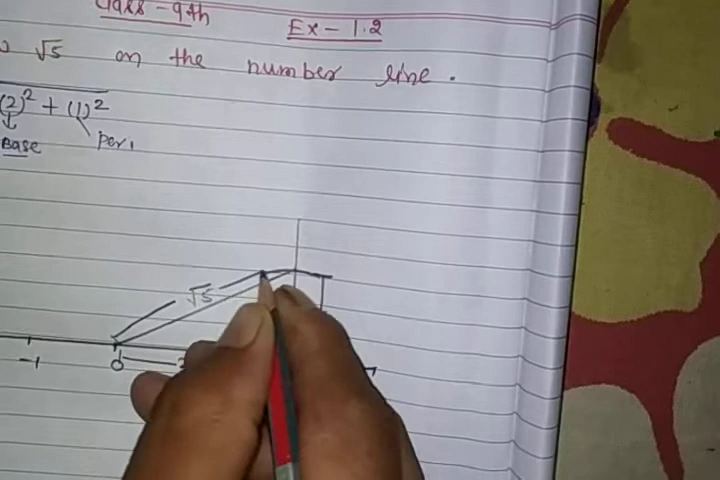 Class - 9th
Ex - 1.2
√5 on the number line.
(2)² + (1)²
Base Per.
√5
-1 0